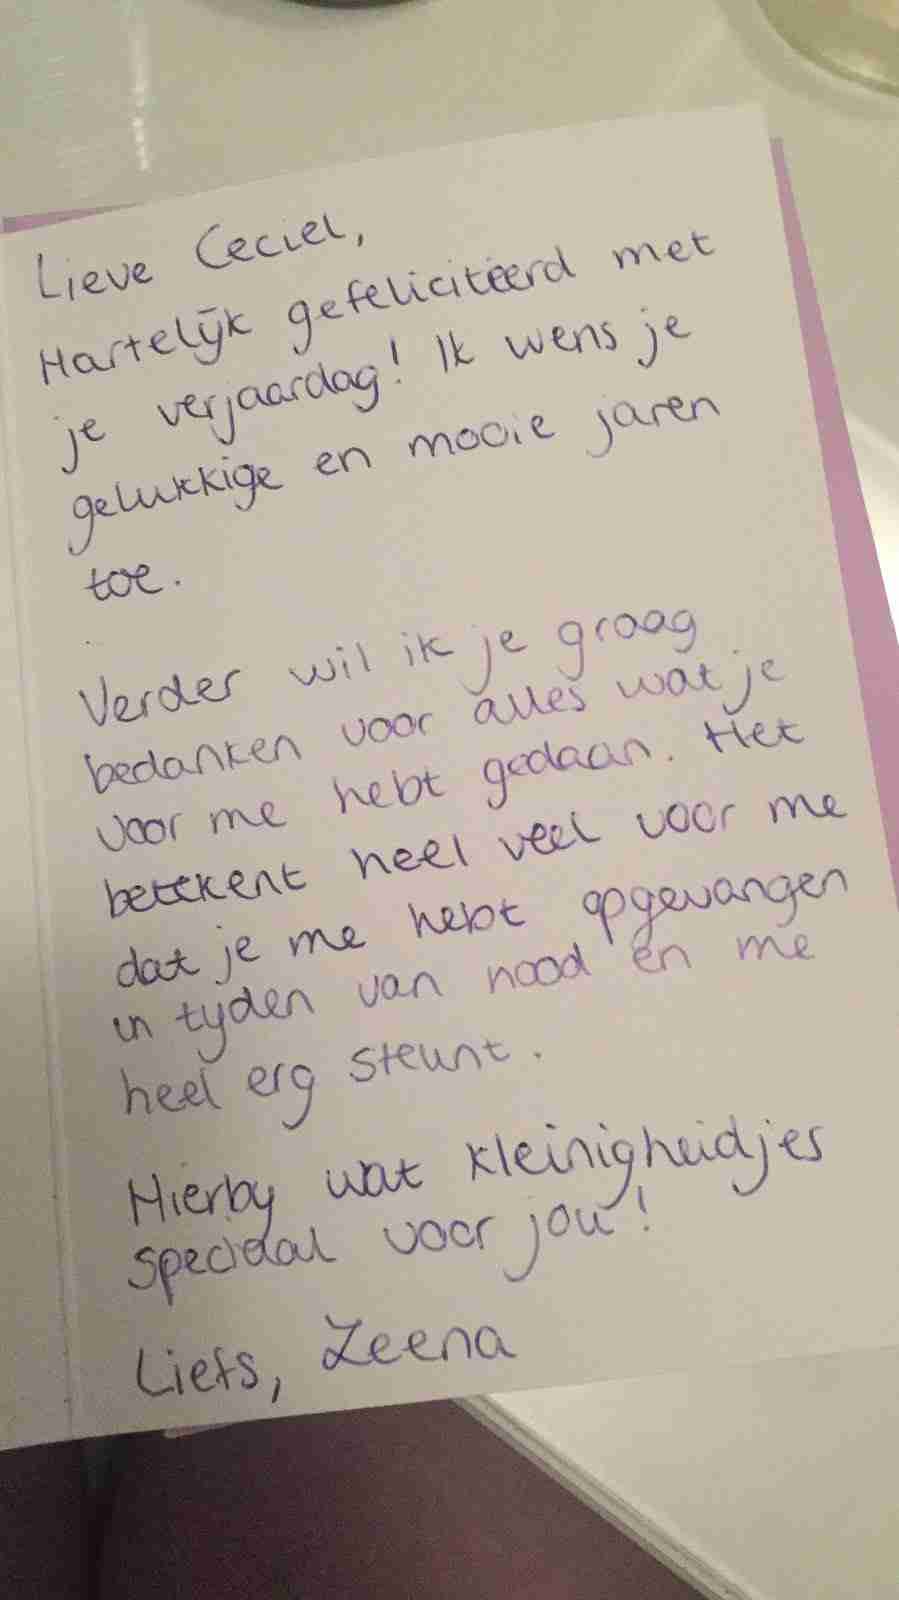 Lieve Ceciel,
Hartelijk gefeliciteerd met
je verjaardag! Ik wens je
gelukkige en mooie jaren
toe.
Verder wil ik je graag
bedanken voor alles wat je
voor me hebt gedaan. Het
betekent heel veel voor me
dat je me hebt opgevangen
in tijden van nood en me
heel erg steunt.
Hierbij wat kleinigheidjes
speciaal voor jou!
Liefs, Zeena